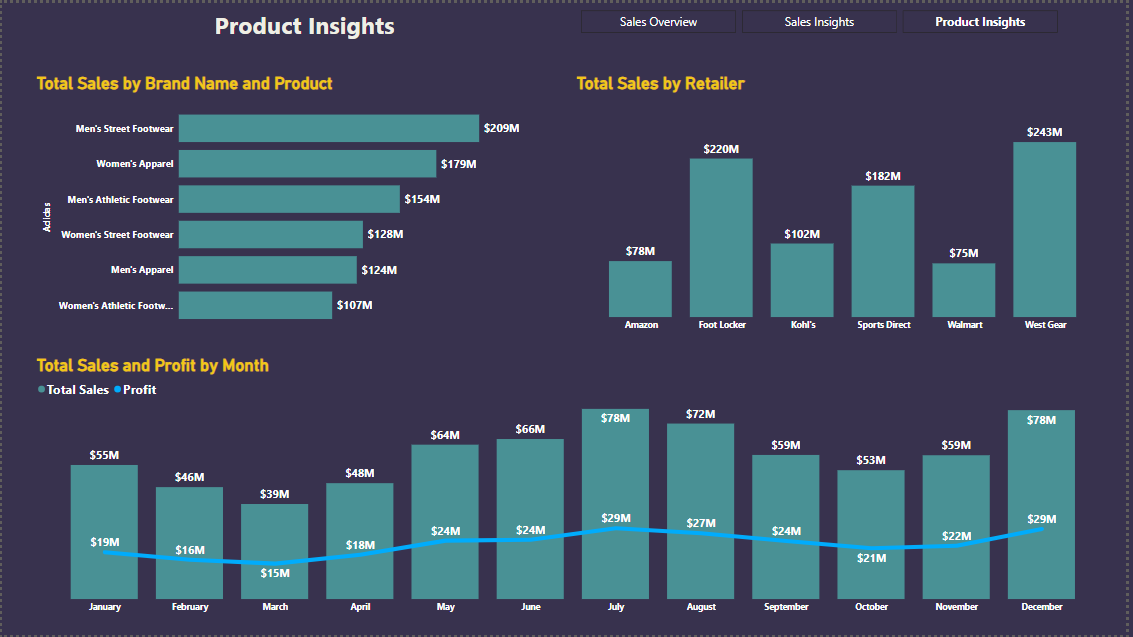 Product Insights
Sales Overview
Sales Insights
Product Insights
Total Sales by Brand Name and Product
Adidas
Men's Street Footwear
$209M
Women's Apparel
$179M
Men's Athletic Footwear
$154M
Women's Street Footwear
$128M
Men's Apparel
$124M
Women's Athletic Footw...
$107M
Total Sales by Retailer
$78M
$220M
$102M
$182M
$75M
$243M
Amazon
Foot Locker
Kohl's
Sports Direct
Walmart
West Gear
Total Sales and Profit by Month
Total Sales
Profit
$55M
$46M
$39M
$48M
$64M
$66M
$78M
$72M
$59M
$53M
$59M
$78M
$19M
$16M
$15M
$18M
$24M
$24M
$29M
$27M
$24M
$21M
$22M
$29M
January
February
March
April
May
June
July
August
September
October
November
December